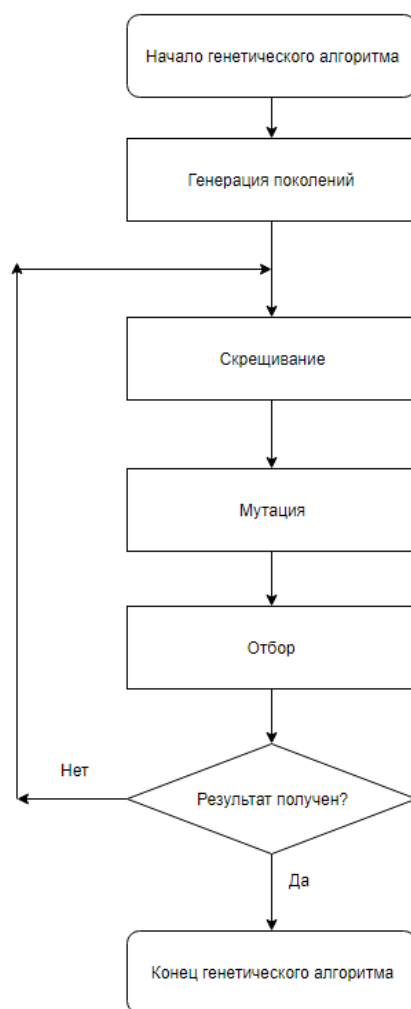 Начало генетического алгоритма
Генерация поколений
Скрещивание
Мутация
Отбор
Нет
Результат получен?
Да
Конец генетического алгоритма